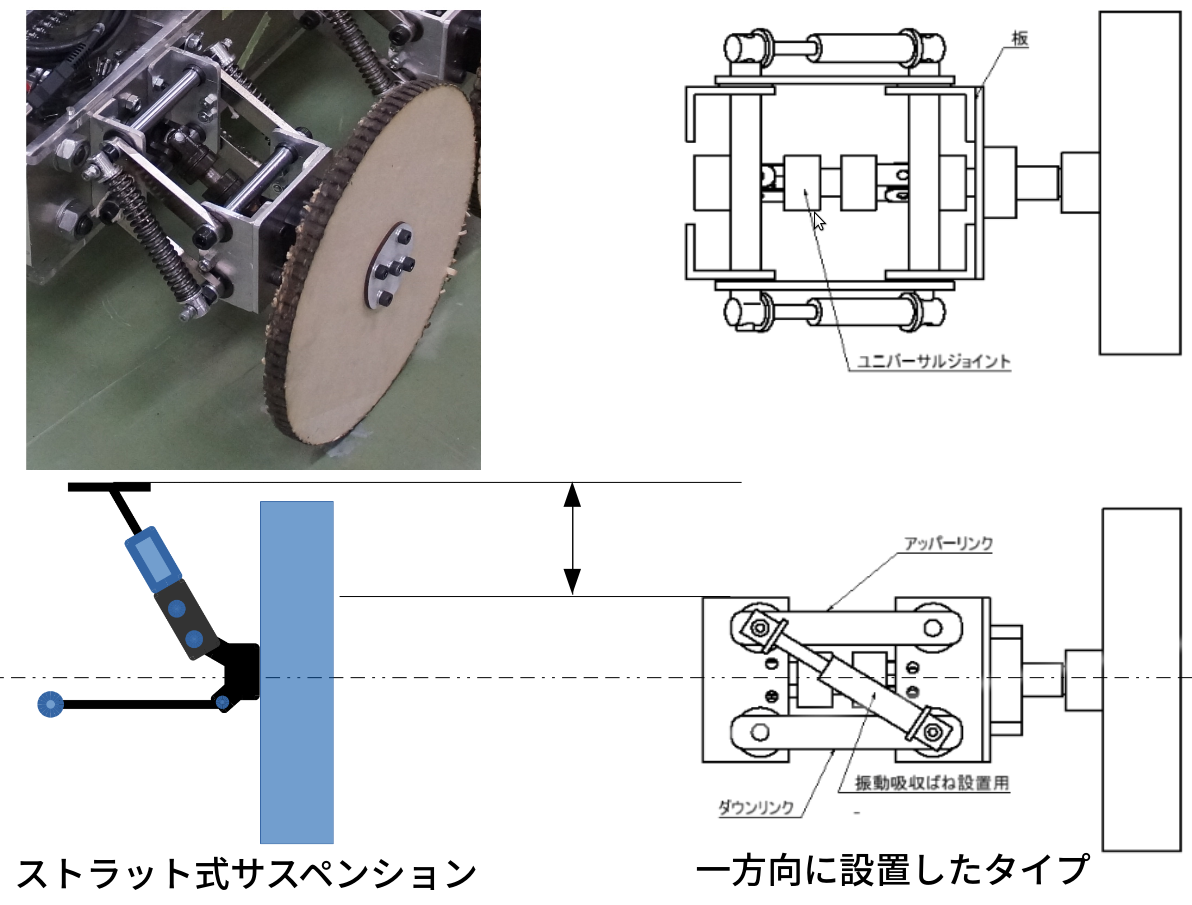 板
ユニバーサルジョイント
アッパーリンク
振動吸収ばね設置用
ダウンリンク
ストラット式サスペンション
一方向に設置したタイプ